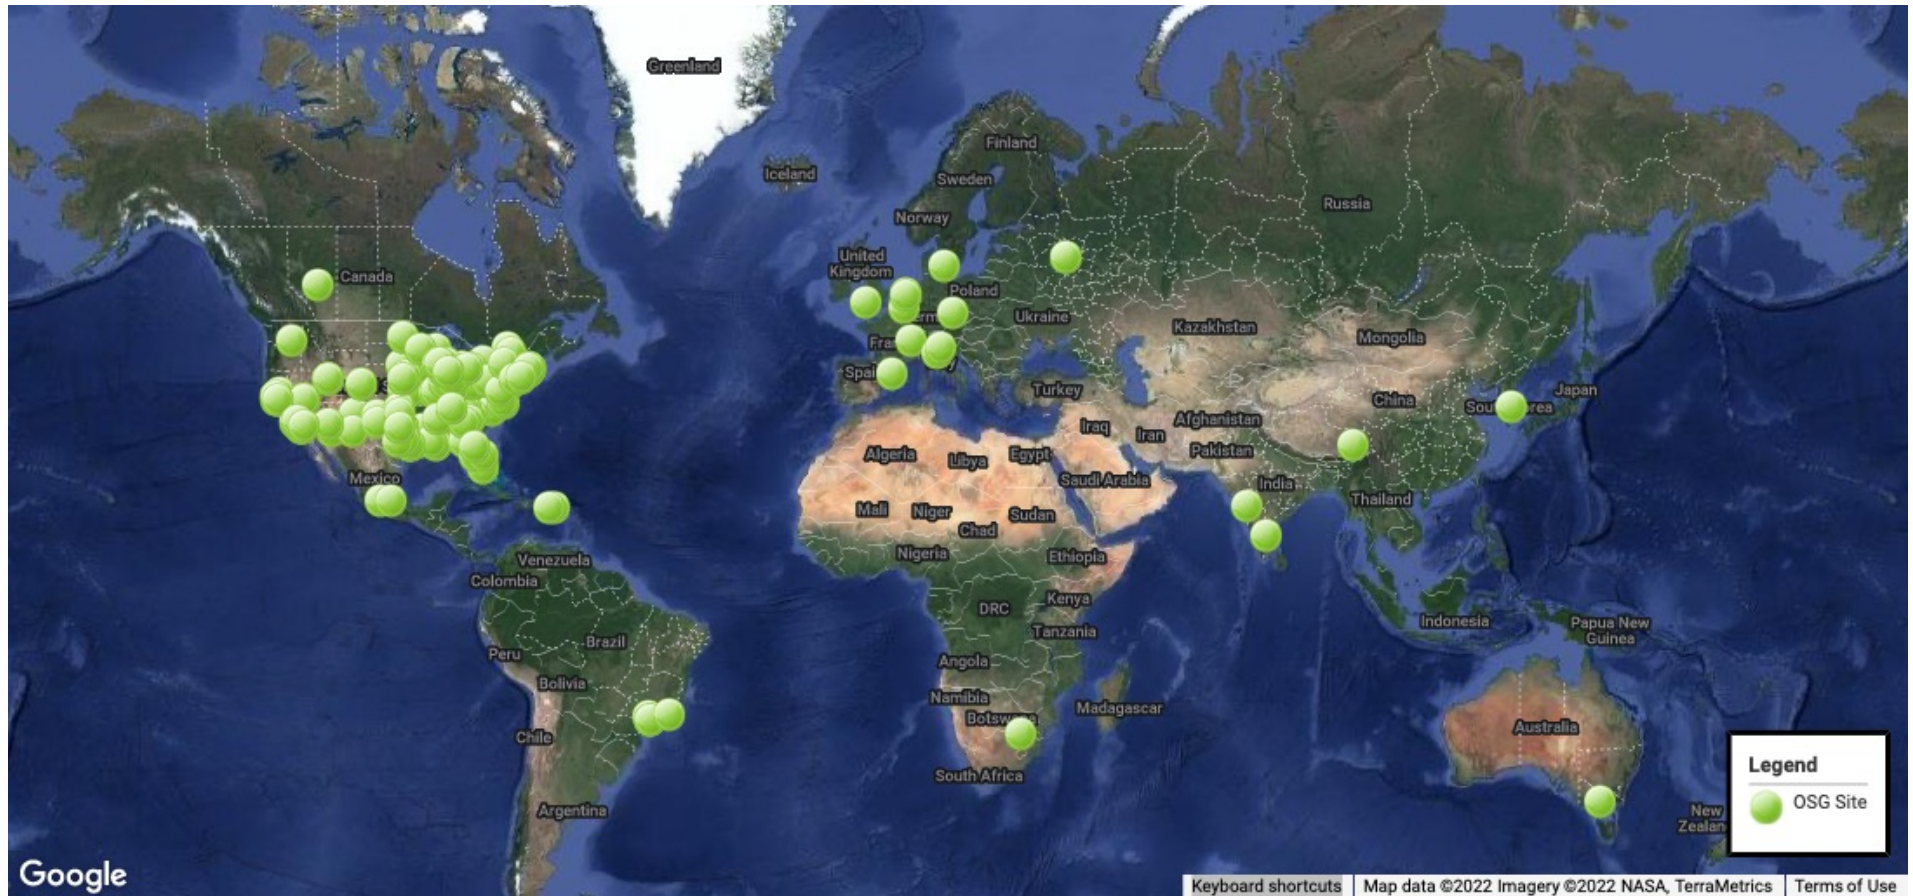 Greenland
Finland
Iceland
Sweden
Russia
Norway
United
Kingdom
Canada
Poland
Ukraine
Kazakhstan
Mongolia
Turkey
China
Japan
Afghanistan
Iraq
Iran
Pakistan
Algeria
Libya
Egypt
Saudi Arabia
India
Mexico
Thailand
Mali
Niger
Sudan
Chad
Nigeria
Ethiopia
Venezuela
Colombia
Kenya
DRC
Tanzania
Indonesia
Papua New
Guinea
Brazil
Peru
Angola
Bolivia
Namibia
Madagascar
Chile
Australia
South Africa
Argentina
New
Legend
OSG Site
Google
Keyboard shortcuts
Map data ©2022 Imagery ©2022 NASA, TerraMetrics
Terms of Use